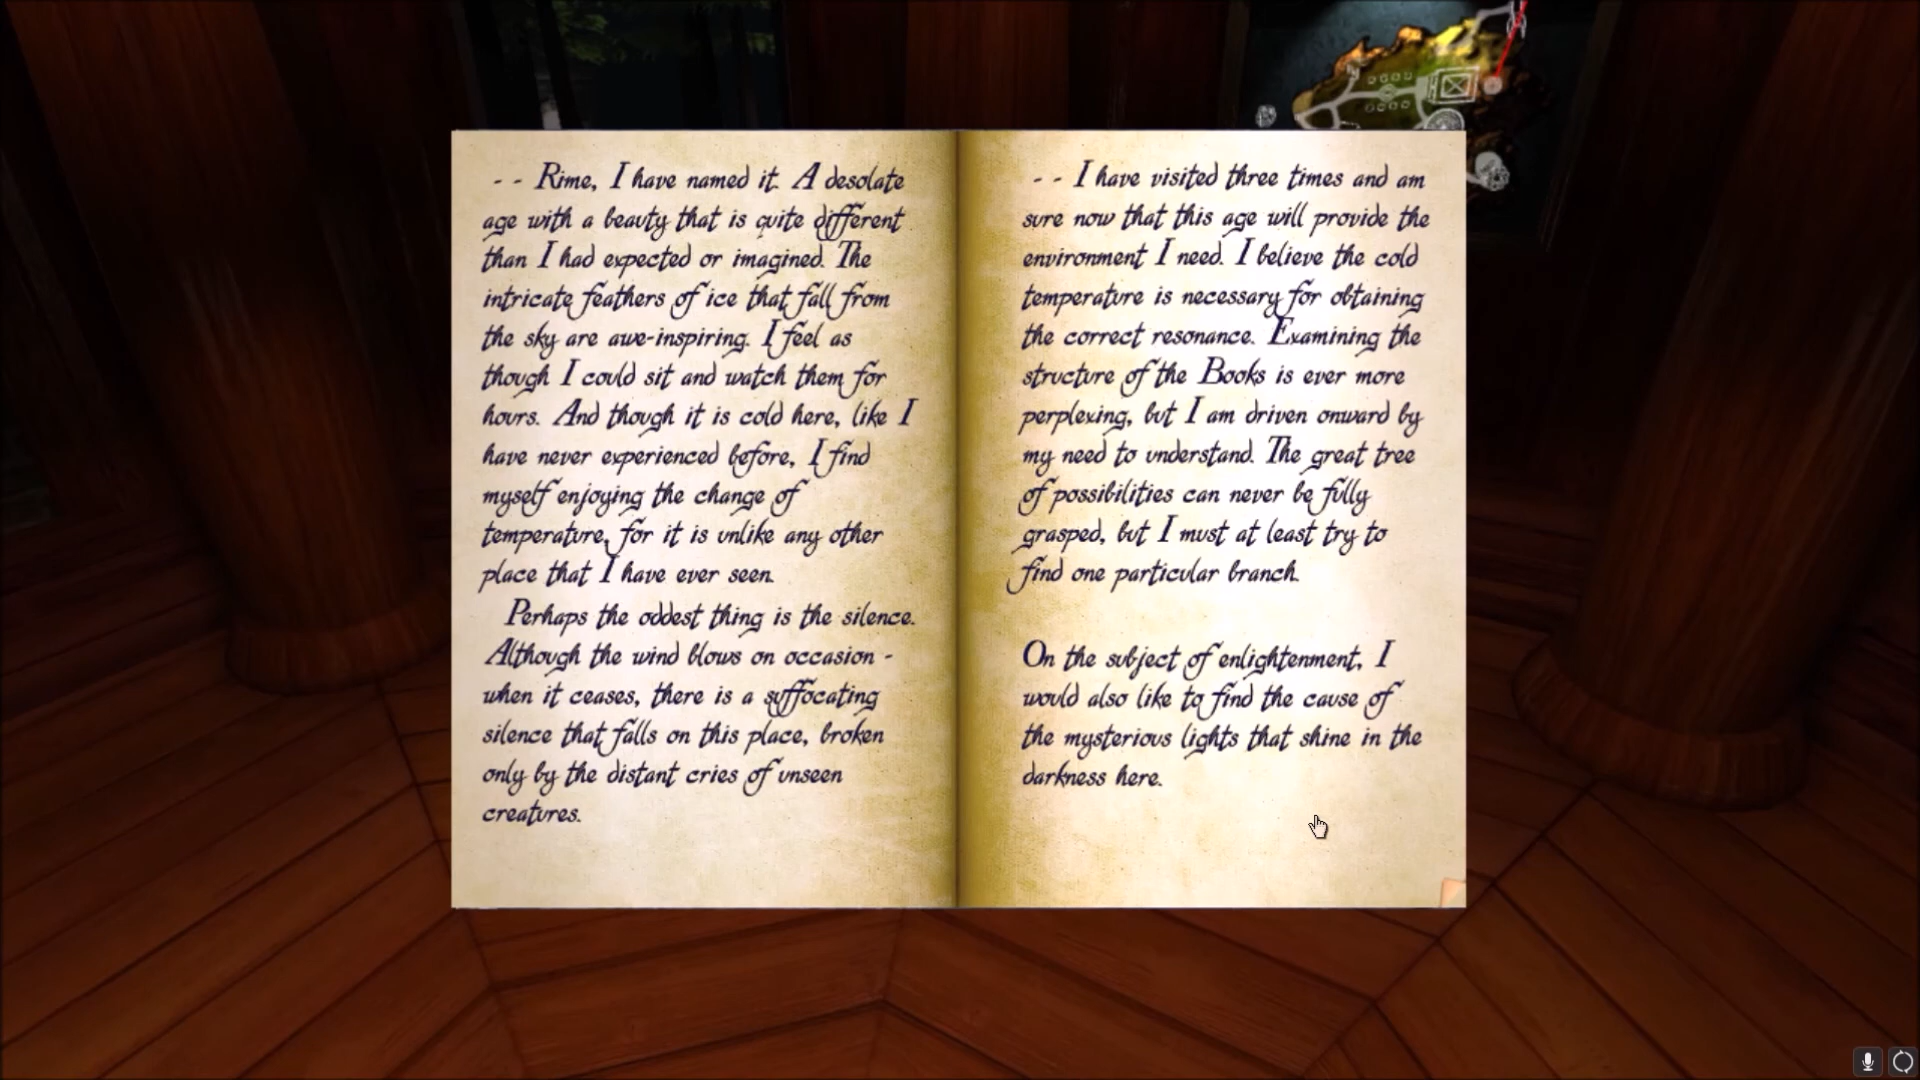 - - Rime, I have named it. A desolate
age with a beauty that is quite different
than I had expected or imagined. The
intricate feathers of ice that fall from
the sky are awe-inspiring. I feel as
though I could sit and watch them for
hours. And though it is cold here, like I
have never experienced before, I find
myself enjoying the change of
temperature, for it is unlike any other
place that I have ever seen.
Perhaps the oddest thing is the silence.
Although the wind blows on occasion -
when it ceases, there is a suffocating
silence that falls on this place, broken
only by the distant cries of unseen
creatures.
- - I have visited three times and am
sure now that this age will provide the
environment I need. I believe the cold
temperature is necessary for obtaining
the correct resonance. Examining the
structure of the Books is ever more
perplexing, but I am driven onward by
my need to understand. The great tree
of possibilities can never be fully
grasped, but I must at least try to
find one particular branch.
On the subject of enlightenment, I
would also like to find the cause of
the mysterious lights that shine in the
darkness here.